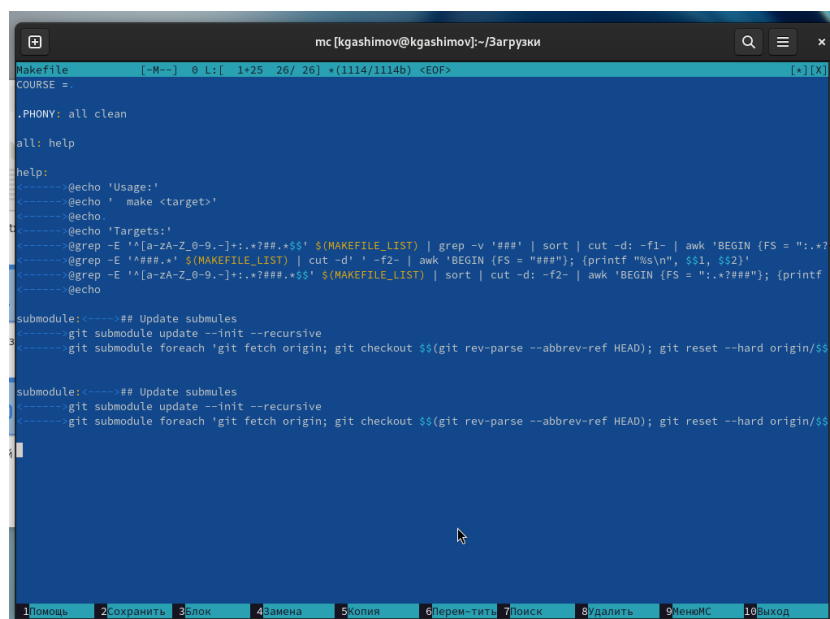 mc [kgashimov@kgashimov]:~/Загрузки
Makefile [-M--] 0 L:[ 1+25 26/ 26] *(1114/1114b) <EOF> [*][X]
COURSE =.
.PHONY: all clean
all: help
help:
<------>@echo 'Usage:'
<------>@echo '  make <target>'
<------>@echo.
<------>@echo 'Targets:'
<------>@grep -E '^[a-zA-Z_0-9.-]+:.*?##.*$$' $(MAKEFILE_LIST) | grep -v '###' | sort | cut -d: -f1- | awk 'BEGIN {FS = ":.*?
<------>@grep -E '^###.*' $(MAKEFILE_LIST) | cut -d' ' -f2- | awk 'BEGIN {FS = "###"}; {printf "%s\n", $$1, $$2}'
<------>@grep -E '^[a-zA-Z_0-9.-]+:.*?###.*$$' $(MAKEFILE_LIST) | sort | cut -d: -f2- | awk 'BEGIN {FS = ":.*?###"}; {printf
<------>@echo
submodule:<---->## Update submules
<------>git submodule update --init --recursive
<------>git submodule foreach 'git fetch origin; git checkout $$(git rev-parse --abbrev-ref HEAD); git reset --hard origin/$$
submodule:<---->## Update submules
<------>git submodule update --init --recursive
<------>git submodule foreach 'git fetch origin; git checkout $$(git rev-parse --abbrev-ref HEAD); git reset --hard origin/$$
1Помощь 2Сохранить 3Блок 4Замена 5Копия 6Перем~тить 7Поиск 8Удалить 9МенюMC 10Выход